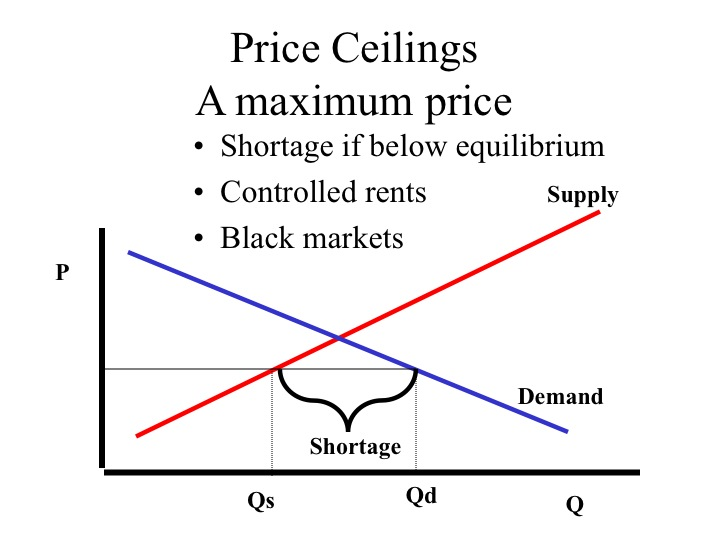 Price Ceilings
A maximum price
• Shortage if below equilibrium
• Controlled rents
• Black markets
Supply
P
Demand
Shortage
Qs
Qd
Q